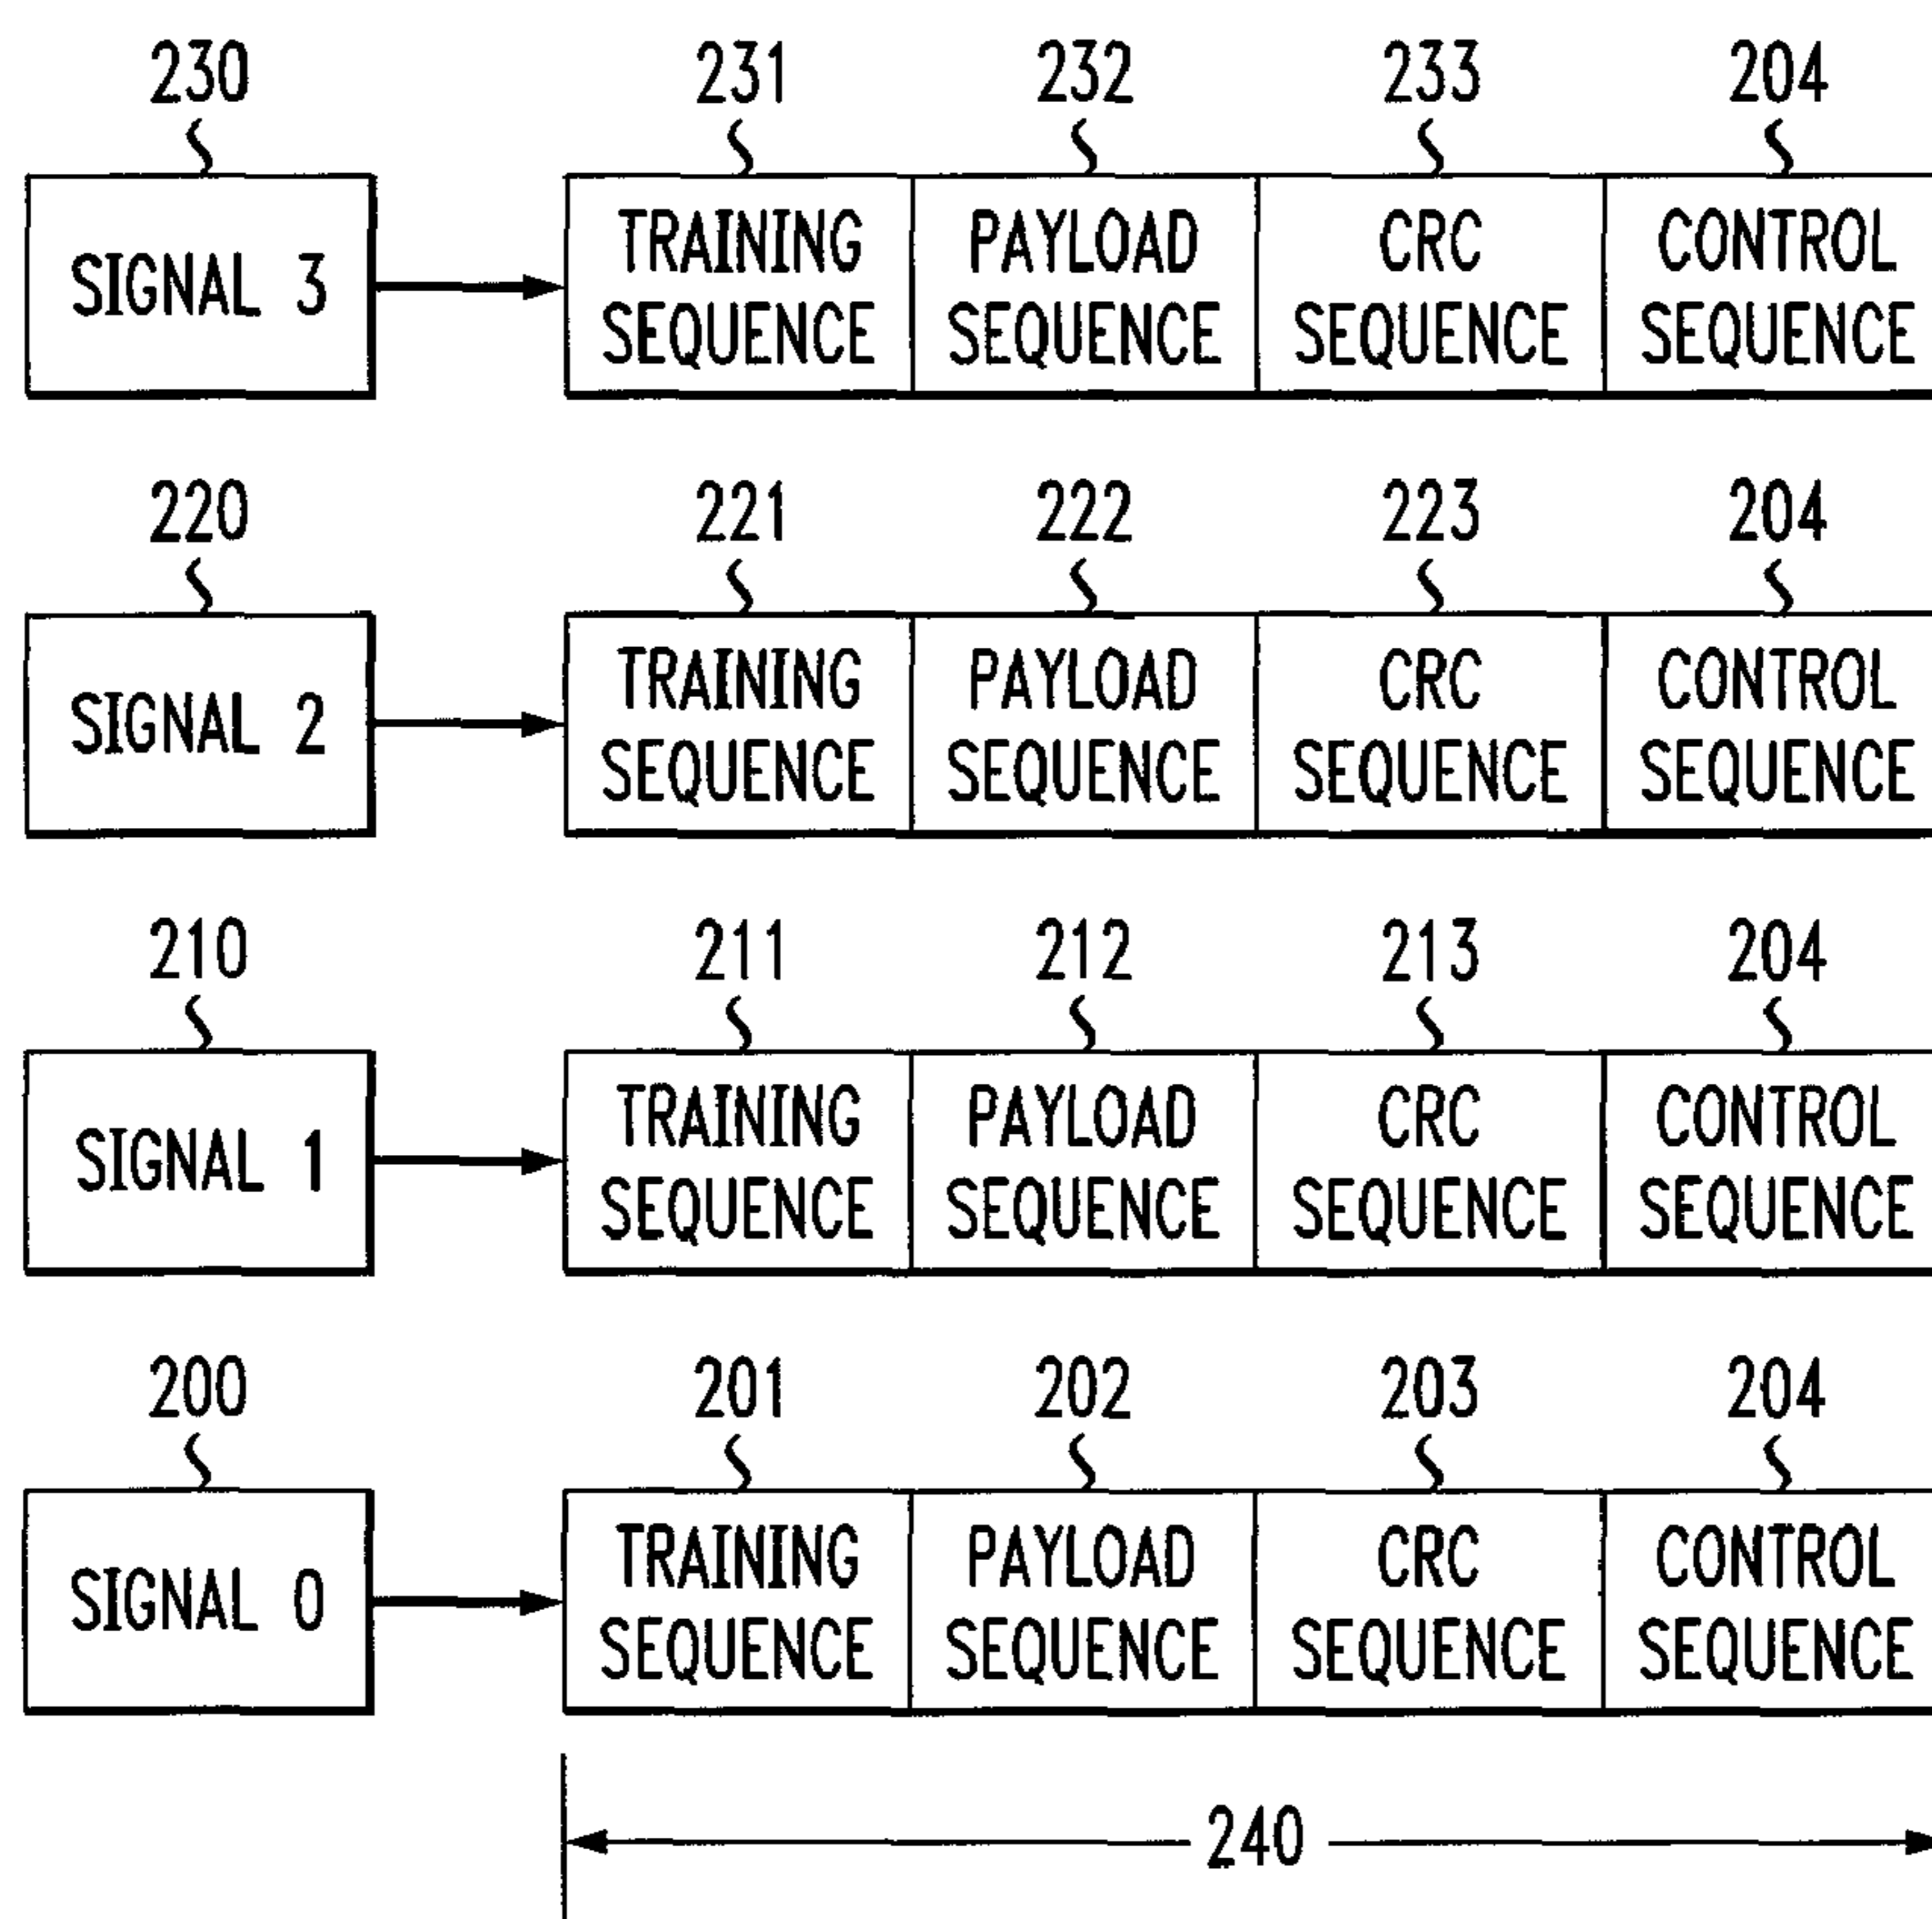 230 231 232 233 204
SIGNAL 3
TRAINING SEQUENCE
PAYLOAD SEQUENCE
CRC SEQUENCE
CONTROL SEQUENCE
220 221 222 223 204
SIGNAL 2
TRAINING SEQUENCE
PAYLOAD SEQUENCE
CRC SEQUENCE
CONTROL SEQUENCE
210 211 212 213 204
SIGNAL 1
TRAINING SEQUENCE
PAYLOAD SEQUENCE
CRC SEQUENCE
CONTROL SEQUENCE
200 201 202 203 204
SIGNAL 0
TRAINING SEQUENCE
PAYLOAD SEQUENCE
CRC SEQUENCE
CONTROL SEQUENCE
240